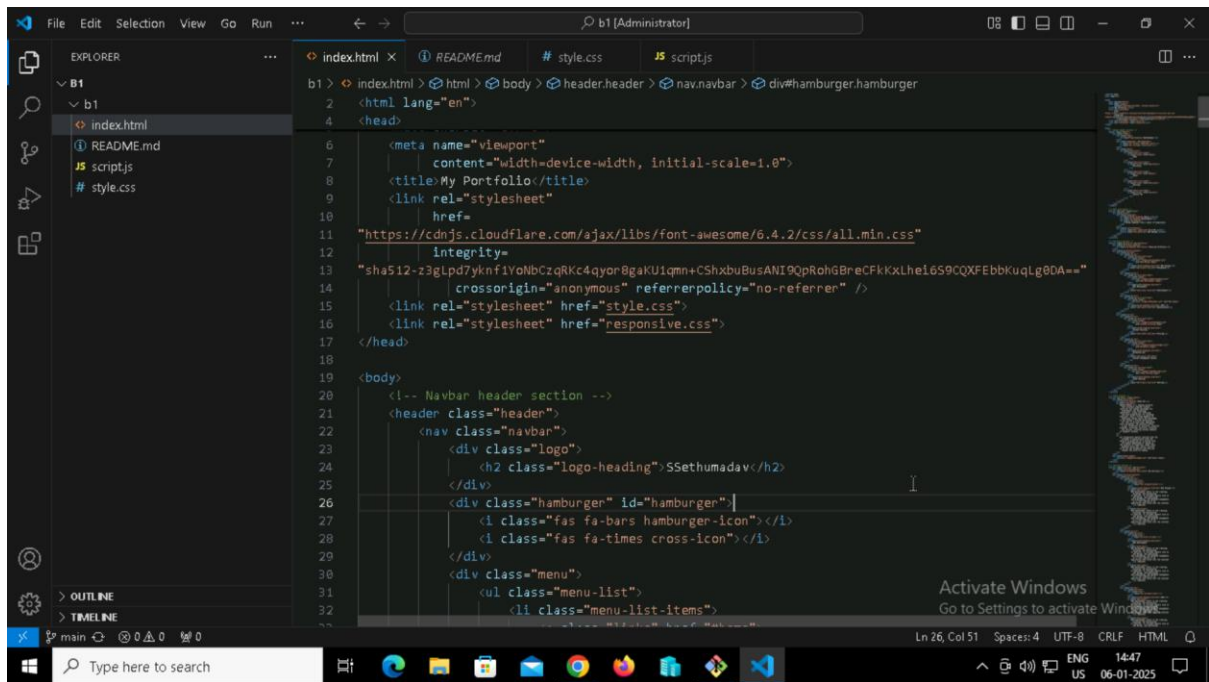 File Edit Selection View Go Run ··· b1 [Administrator]
EXPLORER ···
B1
b1
index.html
README.md
JS script.js
# style.css
OUTLINE
TIMELINE
index.html × README.md # style.css JS script.js
b1 > index.html > html > body > header.header > nav.navbar > div#hamburger.hamburger
2 <html lang="en">
4 <head>
6 <meta name="viewport"
7 content="width=device-width, initial-scale=1.0">
8 <title>My Portfolio</title>
9 <link rel="stylesheet"
10 href=
11 "https://cdnjs.cloudflare.com/ajax/libs/font-awesome/6.4.2/css/all.min.css"
12 integrity=
13 "sha512-z3gLpd7yknf1YoNbCzqRKc4qyor8gaKU1qmn+CShxbuBusANI9QpRohGBreCFkKxLhei6S9CQXFEbbKuqLg0DA=="
14 crossorigin="anonymous" referrerpolicy="no-referrer" />
15 <link rel="stylesheet" href="style.css">
16 <link rel="stylesheet" href="responsive.css">
17 </head>
18
19 <body>
20 <!-- Navbar header section -->
21 <header class="header">
22 <nav class="navbar">
23 <div class="logo">
24 <h2 class="logo-heading">SSethumadav</h2>
25 </div>
26 <div class="hamburger" id="hamburger">
27 <i class="fas fa-bars hamburger-icon"></i>
28 <i class="fas fa-times cross-icon"></i>
29 </div>
30 <div class="menu">
31 <ul class="menu-list">
32 <li class="menu-list-items">
Activate Windows
Go to Settings to activate Windows.
main 0 0 0 Ln 26, Col 51 Spaces: 4 UTF-8 CRLF HTML
Type here to search ENG 14:47
US 06-01-2025